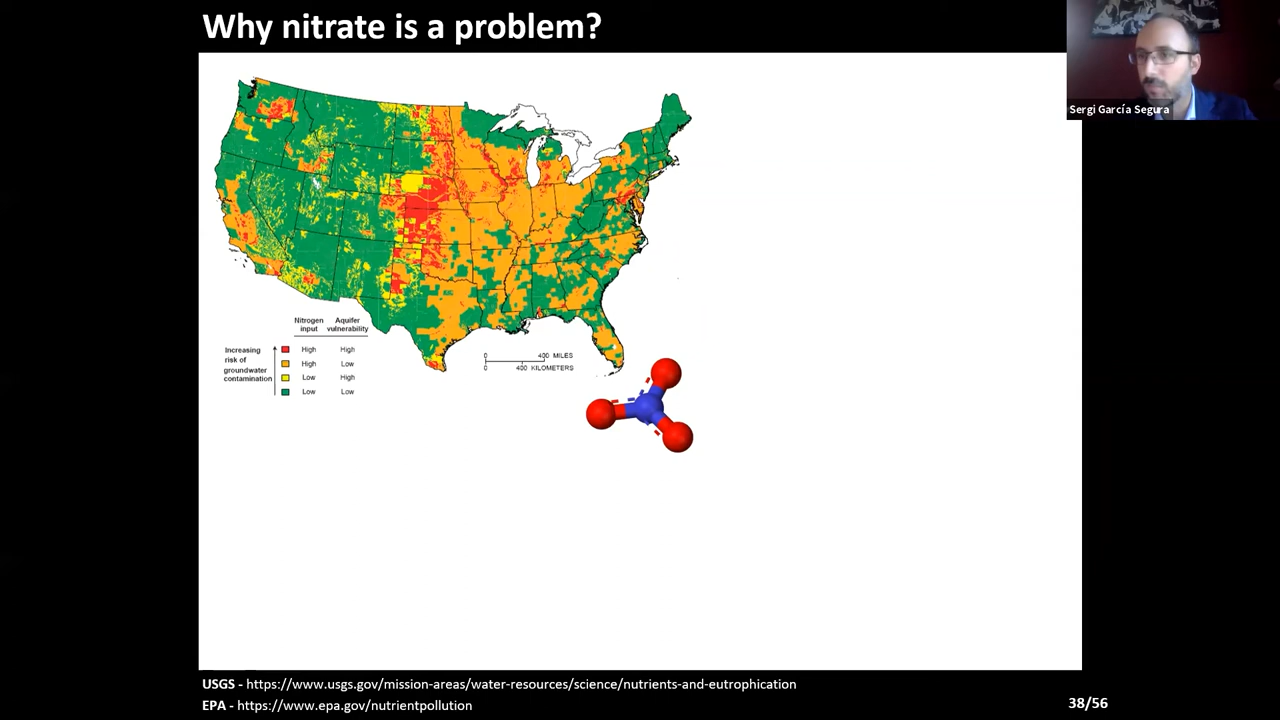 Why nitrate is a problem?
Sergi García Segura
Nitrogen input
Aquifer vulnerability
Increasing risk of groundwater contamination
High High
High Low
Low High
Low Low
0 400 MILES
0 400 KILOMETERS
USGS - https://www.usgs.gov/mission-areas/water-resources/science/nutrients-and-eutrophication
EPA - https://www.epa.gov/nutrientpollution
38/56